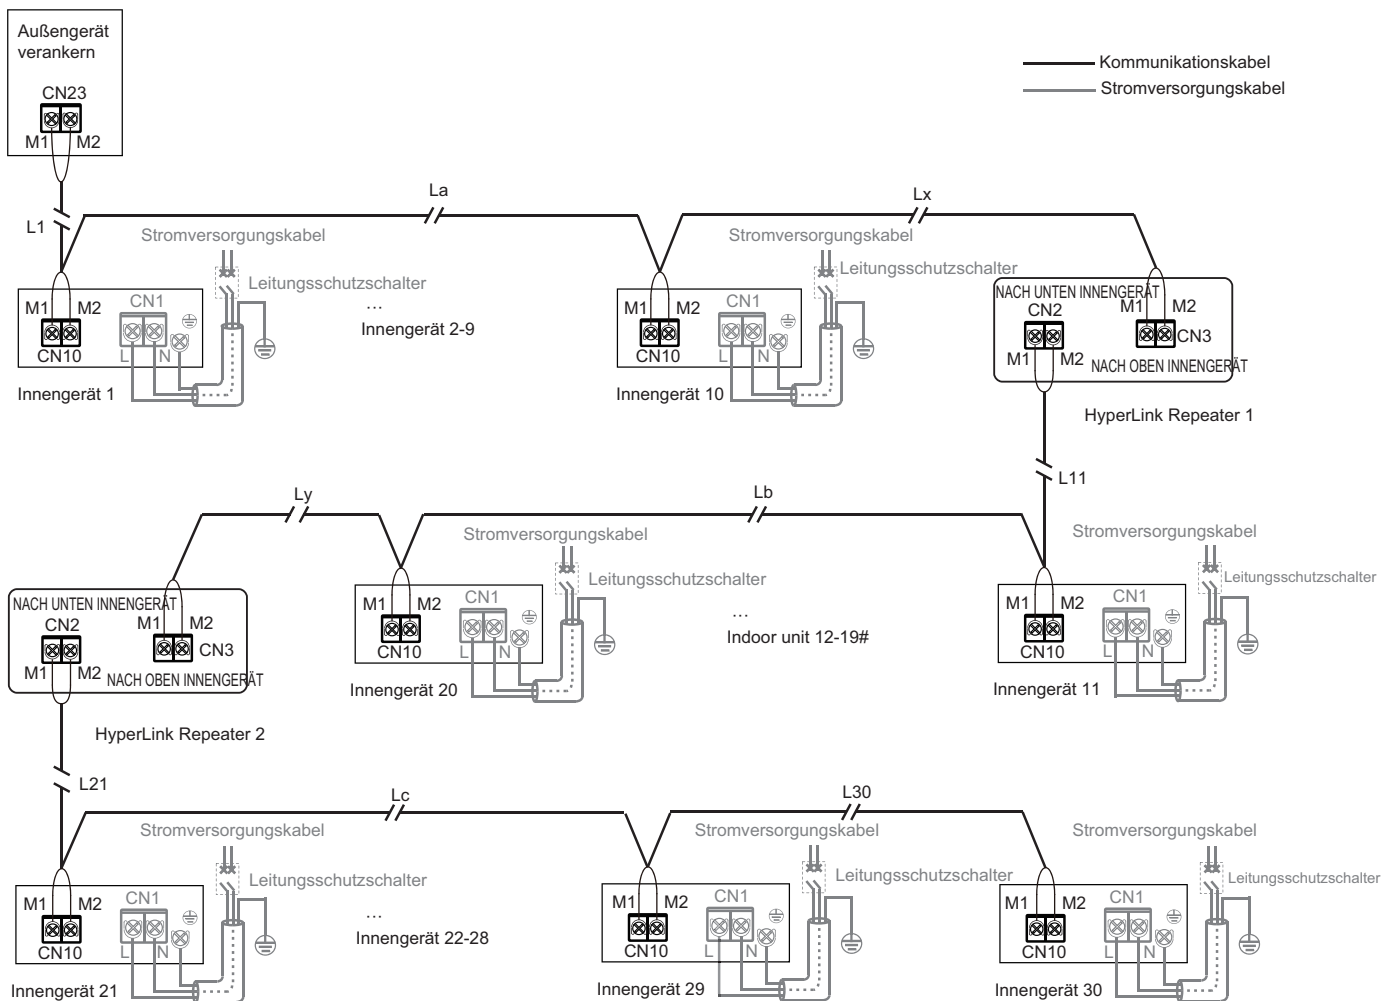 Außengerät
verankern
CN23
M1 M2
Kommunikationskabel
Stromversorgungskabel
L1
La
Lx
Stromversorgungskabel
Leitungsschutzschalter
M1 M2 CN1
CN10 L N
Innengerät 1
...
Innengerät 2-9
Stromversorgungskabel
Leitungsschutzschalter
M1 M2 CN1
CN10 L N
Innengerät 10
NACH UNTEN INNENGERÄT
CN2
M1 M2
M1 M2
CN3
NACH OBEN INNENGERÄT
HyperLink Repeater 1
L11
Ly
Lb
NACH UNTEN INNENGERÄT
CN2
M1 M2
M1 M2
CN3
NACH OBEN INNENGERÄT
HyperLink Repeater 2
Stromversorgungskabel
Leitungsschutzschalter
M1 M2 CN1
CN10 L N
Innengerät 20
...
Indoor unit 12-19#
Stromversorgungskabel
Leitungsschutzschalter
M1 M2 CN1
CN10 L N
Innengerät 11
L21
Lc
L30
Stromversorgungskabel
Leitungsschutzschalter
M1 M2 CN1
CN10 L N
Innengerät 21
...
Innengerät 22-28
Stromversorgungskabel
Leitungsschutzschalter
M1 M2 CN1
CN10 L N
Innengerät 29
Stromversorgungskabel
Leitungsschutzschalter
M1 M2 CN1
CN10 L N
Innengerät 30